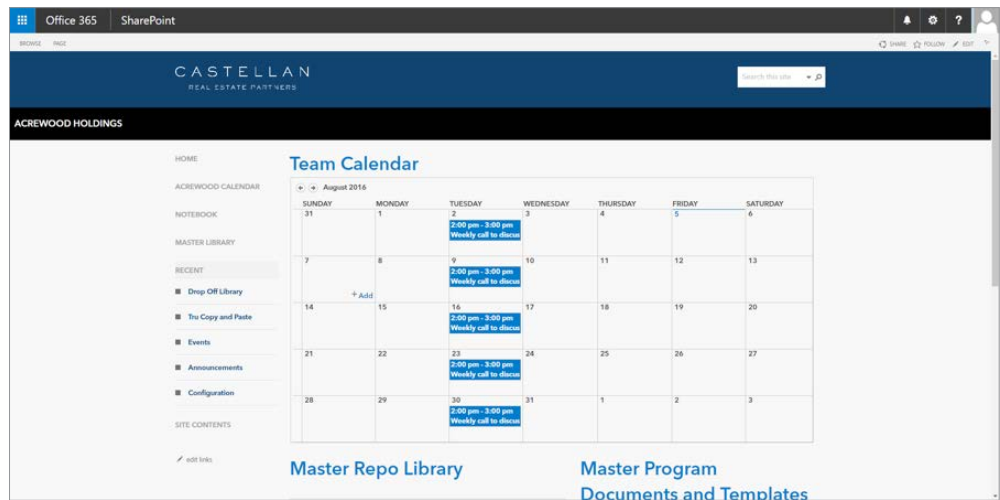 Office 365 SharePoint ?
BROWSE PAGE SHARE FOLLOW EDIT
CASTELLAN
REAL ESTATE PARTNERS
Search this site
ACREWOOD HOLDINGS
HOME
ACREWOOD CALENDAR
NOTEBOOK
MASTER LIBRARY
RECENT
Drop Off Library
Tru Copy and Paste
Events
Announcements
Configuration
SITE CONTENTS
edit links
Team Calendar
August 2016
SUNDAY MONDAY TUESDAY WEDNESDAY THURSDAY FRIDAY SATURDAY
31 1 2 3 4 5 6
2:00 pm - 3:00 pm
Weekly call to discus
7 8 9 10 11 12 13
2:00 pm - 3:00 pm
Weekly call to discus
+ Add
14 15 16 17 18 19 20
2:00 pm - 3:00 pm
Weekly call to discus
21 22 23 24 25 26 27
2:00 pm - 3:00 pm
Weekly call to discus
28 29 30 31 1 2 3
2:00 pm - 3:00 pm
Weekly call to discus
Master Repo Library
Master Program
Documents and Templates